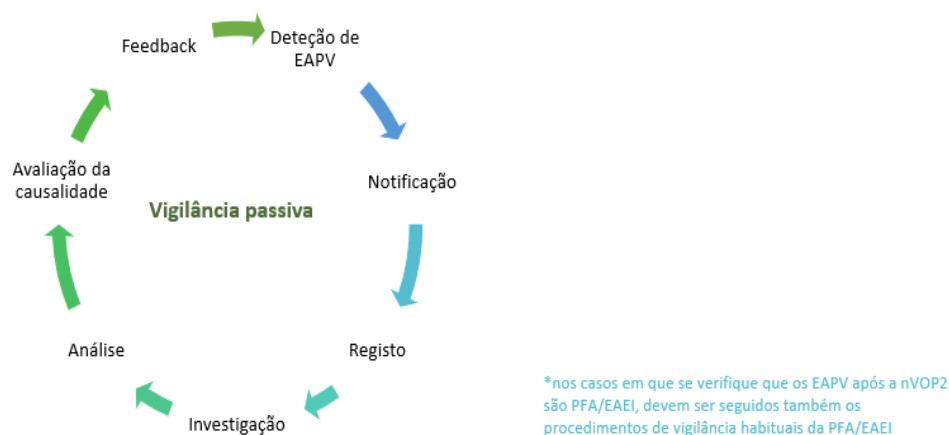 Feedback
Deteção de
EAPV
Notificação
Avaliação da
causalidade
Vigilância passiva
Análise
Registo
Investigação
*nos casos em que se verifique que os EAPV após a nVOP2
são PFA/EAEI, devem ser seguidos também os
procedimentos de vigilância habituais da PFA/EAEI